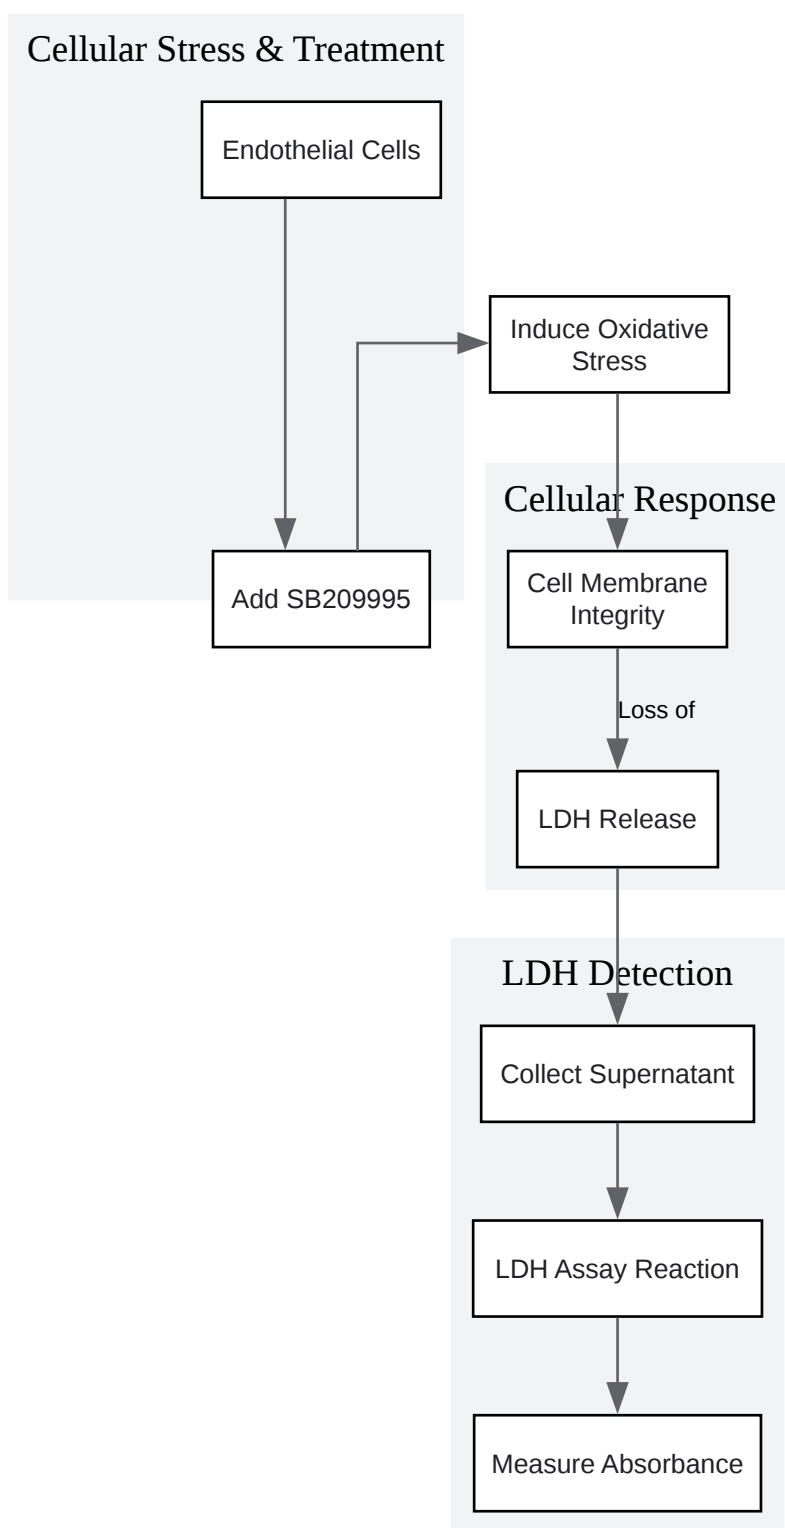 Cellular Stress & Treatment
Endothelial Cells
Induce Oxidative
Stress
Add SB209995
Cellular Response
Cell Membrane
Integrity
Loss of
LDH Release
LDH Detection
Collect Supernatant
LDH Assay Reaction
Measure Absorbance